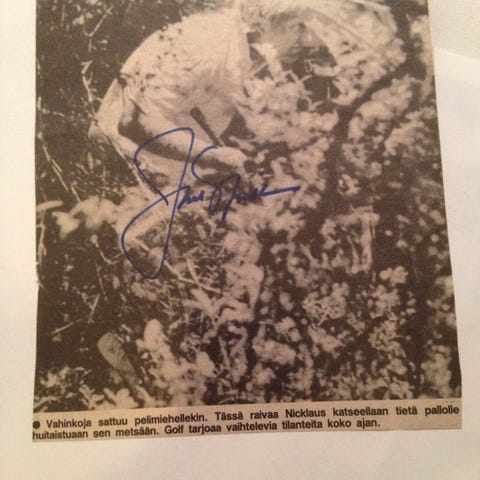 ● Vahinkoja sattuu pelimiehellekin. Tässä raivaa Nicklaus katseellaan tietä pallolle
huitaistuaan sen metsään. Golf tarjoaa vaihtelevia tilanteita koko ajan.